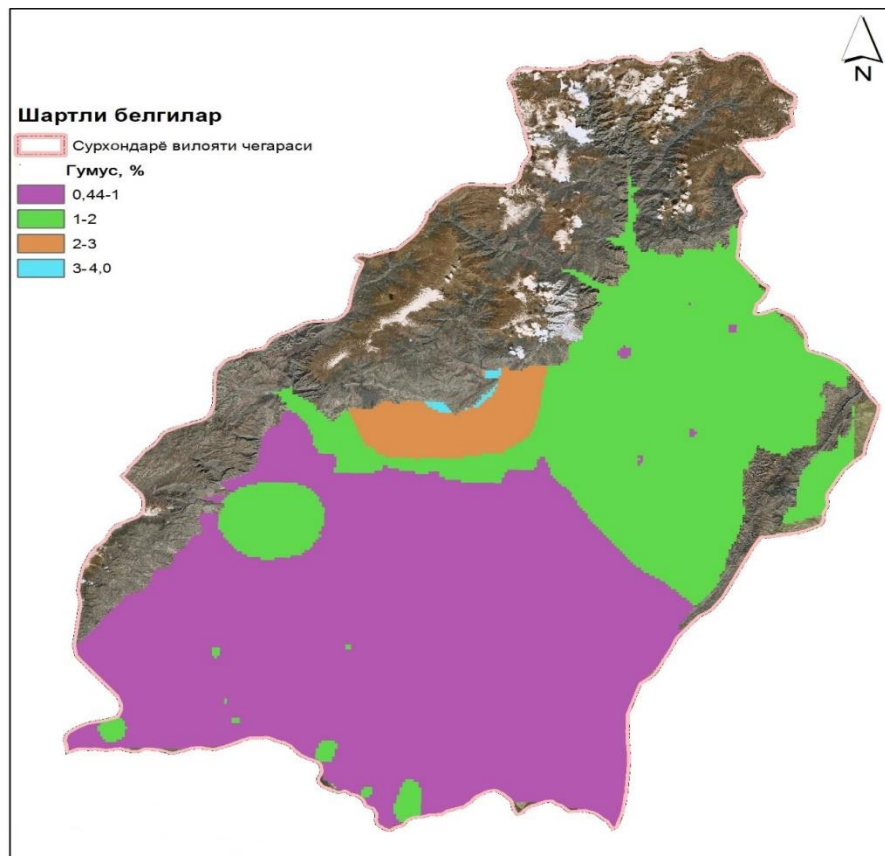 N
Шартли белгилар
Сурхондарё вилояти чегараси
Гумус, %
0,44-1
1-2
2-3
3-4,0